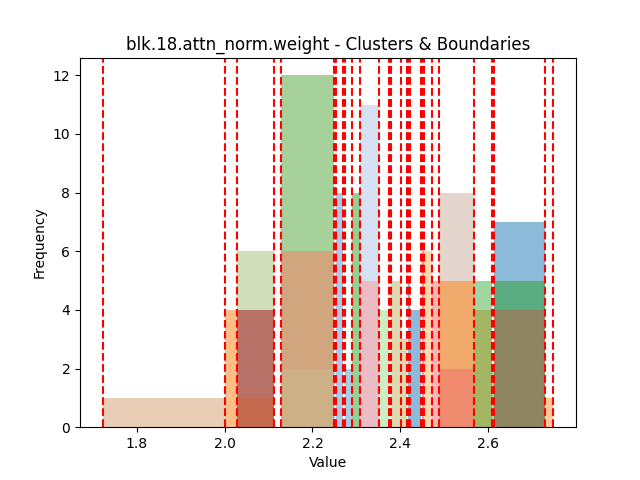 blk.18.attn_norm.weight - Clusters & Boundaries
12
10
8
6
4
2
0
Frequency
1.8 2.0 2.2 2.4 2.6
Value